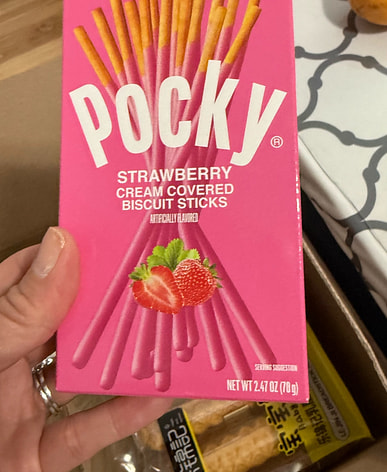 Pocky®
STRAWBERRY
CREAM COVERED
BISCUIT STICKS
ARTIFICIALLY FLAVORED
SERVING SUGGESTION
NET WT 2.47 OZ (70g)